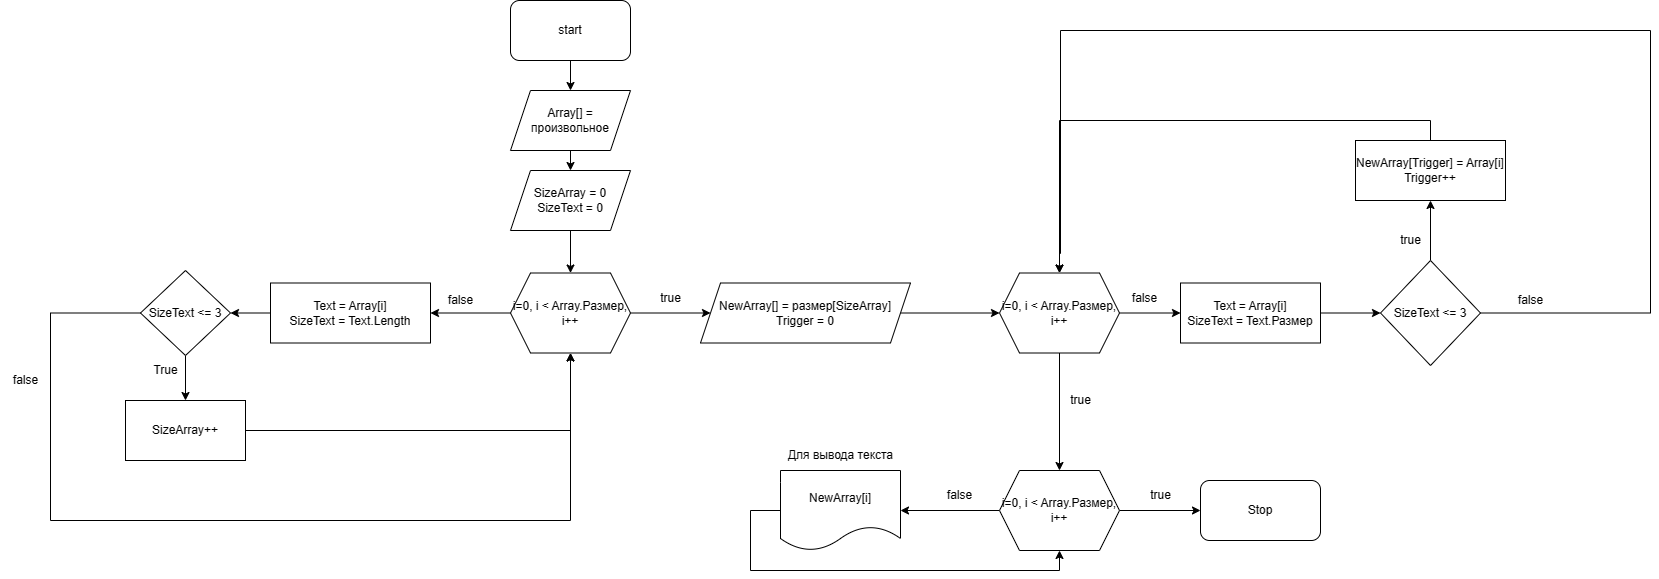 start
Array[] =
произвольное
SizeArray = 0
SizeText = 0
i=0, i < Array.Размер,
i++
false
Text = Array[i]
SizeText = Text.Length
SizeText <= 3
false
True
SizeArray++
true
NewArray[] = размер[SizeArray]
Trigger = 0
i=0, i < Array.Размер,
i++
false
Text = Array[i]
SizeText = Text.Размер
SizeText <= 3
false
true
NewArray[Trigger] = Array[i]
Trigger++
true
i=0, i < Array.Размер,
i++
false
Для вывода текста
NewArray[i]
true
Stop